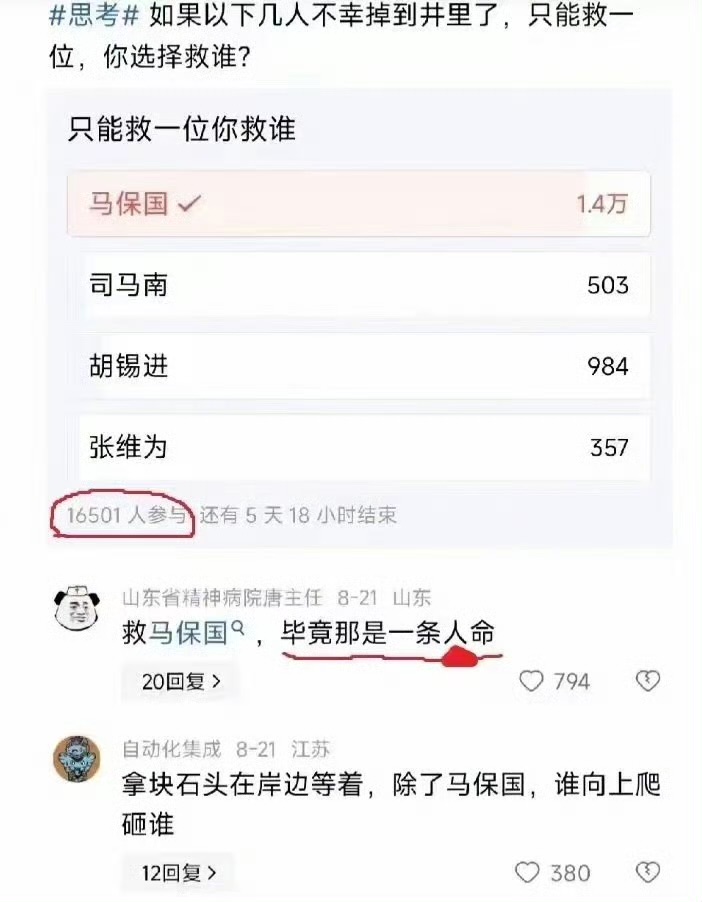 #思考# 如果以下几人不幸掉到井里了，只能救一
位，你选择救谁？
只能救一位你救谁
马保国 1.4万
司马南 503
胡锡进 984
张维为 357
16501 人参与 还有 5 天 18 小时结束
山东省精神病院唐主任 8-21 山东
救马保国，毕竟那是一条人命
20回复 794
自动化集成 8-21 江苏
拿块石头在岸边等着，除了马保国，谁向上爬
砸谁
12回复 380